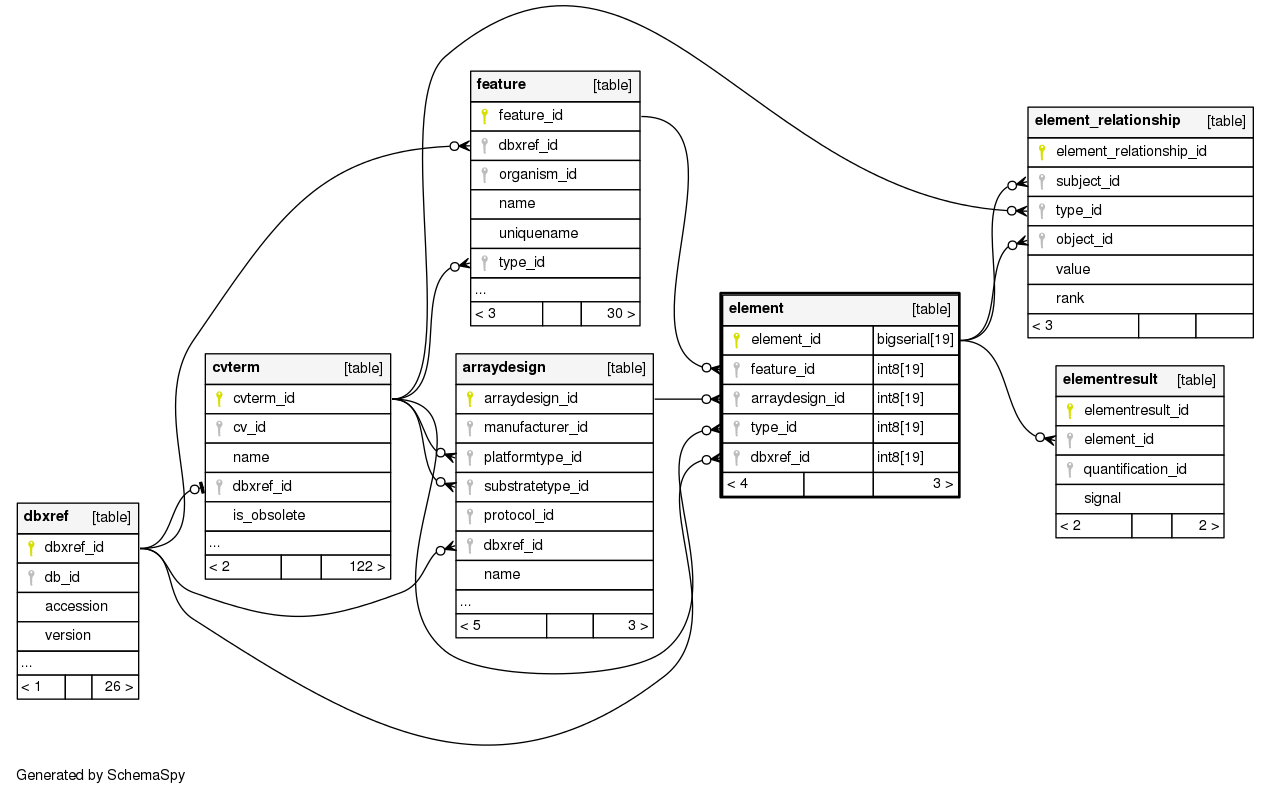 feature [table]
feature_id
dbxref_id
organism_id
name
uniquename
type_id
...
< 3 30 >
element_relationship [table]
element_relationship_id
subject_id
type_id
object_id
value
rank
< 3
element [table]
element_id bigserial[19]
feature_id int8[19]
arraydesign_id int8[19]
type_id int8[19]
dbxref_id int8[19]
< 4 3 >
cvterm [table]
cvterm_id
cv_id
name
dbxref_id
is_obsolete
...
< 2 122 >
arraydesign [table]
arraydesign_id
manufacturer_id
platformtype_id
substratetype_id
protocol_id
dbxref_id
name
...
< 5 3 >
elementresult [table]
elementresult_id
element_id
quantification_id
signal
< 2 2 >
dbxref [table]
dbxref_id
db_id
accession
version
...
< 1 26 >
Generated by SchemaSpy